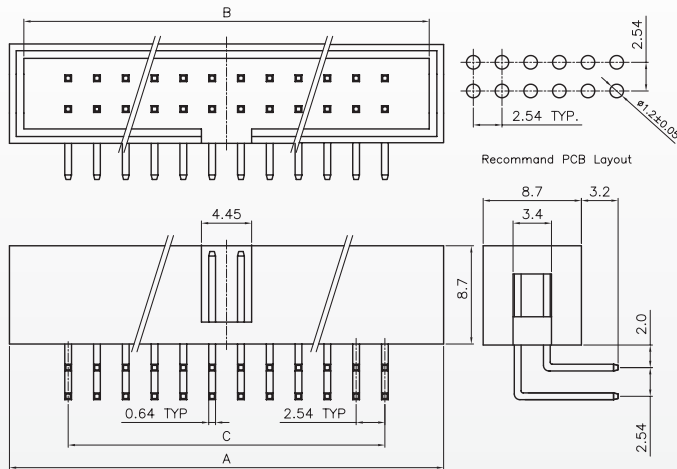 B
2.54
2.54 TYP.
ø1.2±0.05
Recommand PCB Layout
4.45
8.7
3.2
3.4
8.7
2.0
2.54
0.64 TYP
2.54 TYP
C
A